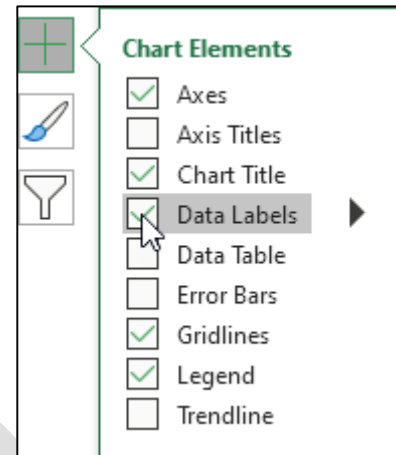 Chart Elements
Axes
Axis Titles
Chart Title
Data Labels
Data Table
Error Bars
Gridlines
Legend
Trendline